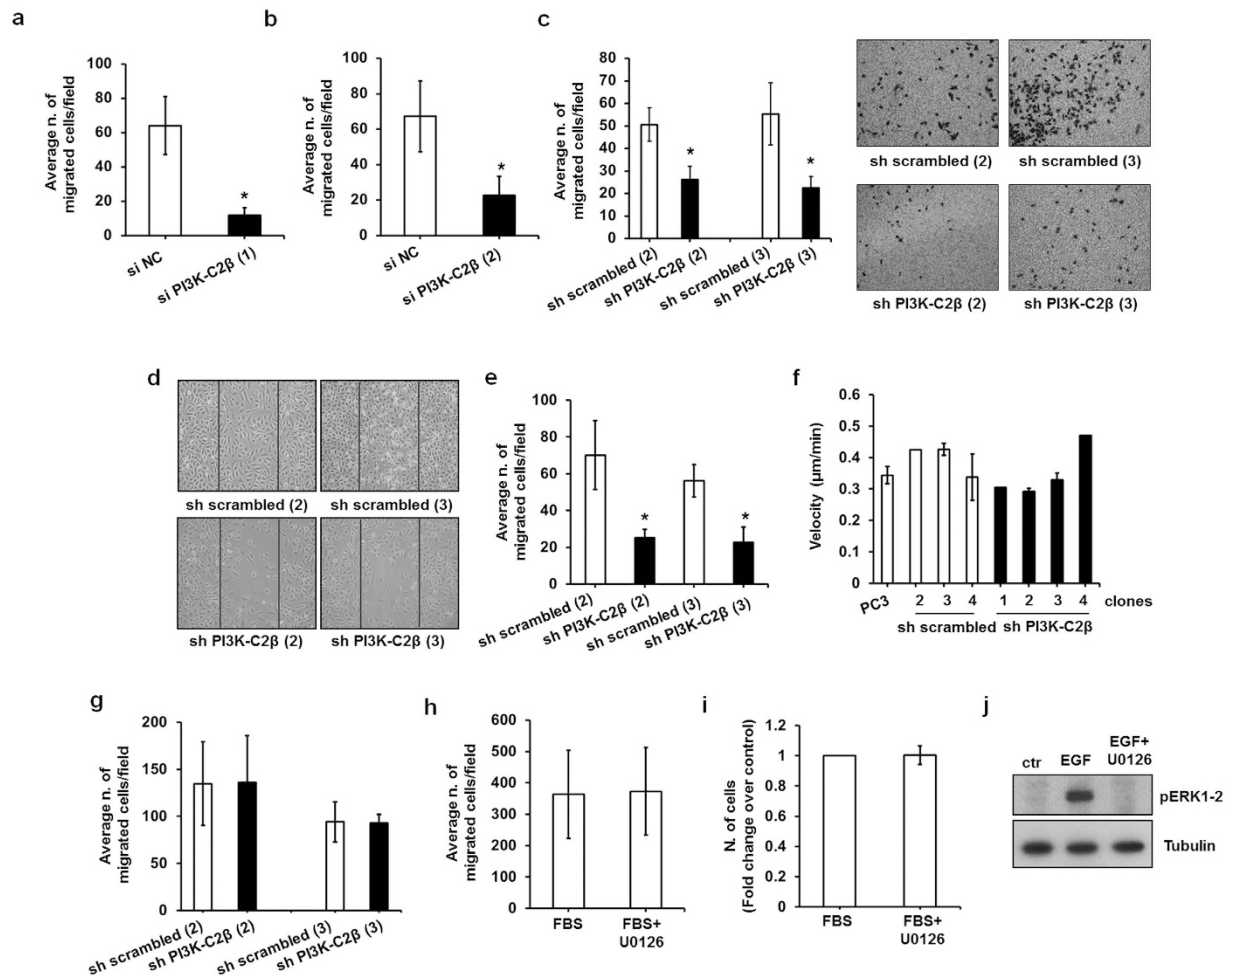 a
Average n. of
migrated cells/field
100
80
60
40
20
0
*
si NC
si PI3K-C2β (1)
b
Average n. of
migrated cells/field
100
80
60
40
20
0
*
si NC
si PI3K-C2β (2)
c
Average n. of
migrated cells/field
80
70
60
50
40
30
20
10
0
*
*
sh scrambled (2)
sh PI3K-C2β (2)
sh scrambled (3)
sh PI3K-C2β (3)
sh scrambled (2)
sh scrambled (3)
sh PI3K-C2β (2)
sh PI3K-C2β (3)
d
sh scrambled (2)
sh scrambled (3)
sh PI3K-C2β (2)
sh PI3K-C2β (3)
e
Average n. of
migrated cells/field
100
80
60
40
20
0
*
*
sh scrambled (2)
sh PI3K-C2β (2)
sh scrambled (3)
sh PI3K-C2β (3)
f
Velocity (µm/min)
0.6
0.5
0.4
0.3
0.2
0.1
0
PC3
2 3 4 1 2 3 4 clones
sh scrambled sh PI3K-C2β
g
Average n. of
migrated cells/field
200
150
100
50
0
sh scrambled (2)
sh PI3K-C2β (2)
sh scrambled (3)
sh PI3K-C2β (3)
h
Average n. of
migrated cells/field
600
500
400
300
200
100
0
FBS
FBS+
U0126
i
N. of cells
(Fold change over control)
1.2
1
0.8
0.6
0.4
0.2
0
FBS
FBS+
U0126
j
ctr EGF EGF+
U0126
pERK1-2
Tubulin